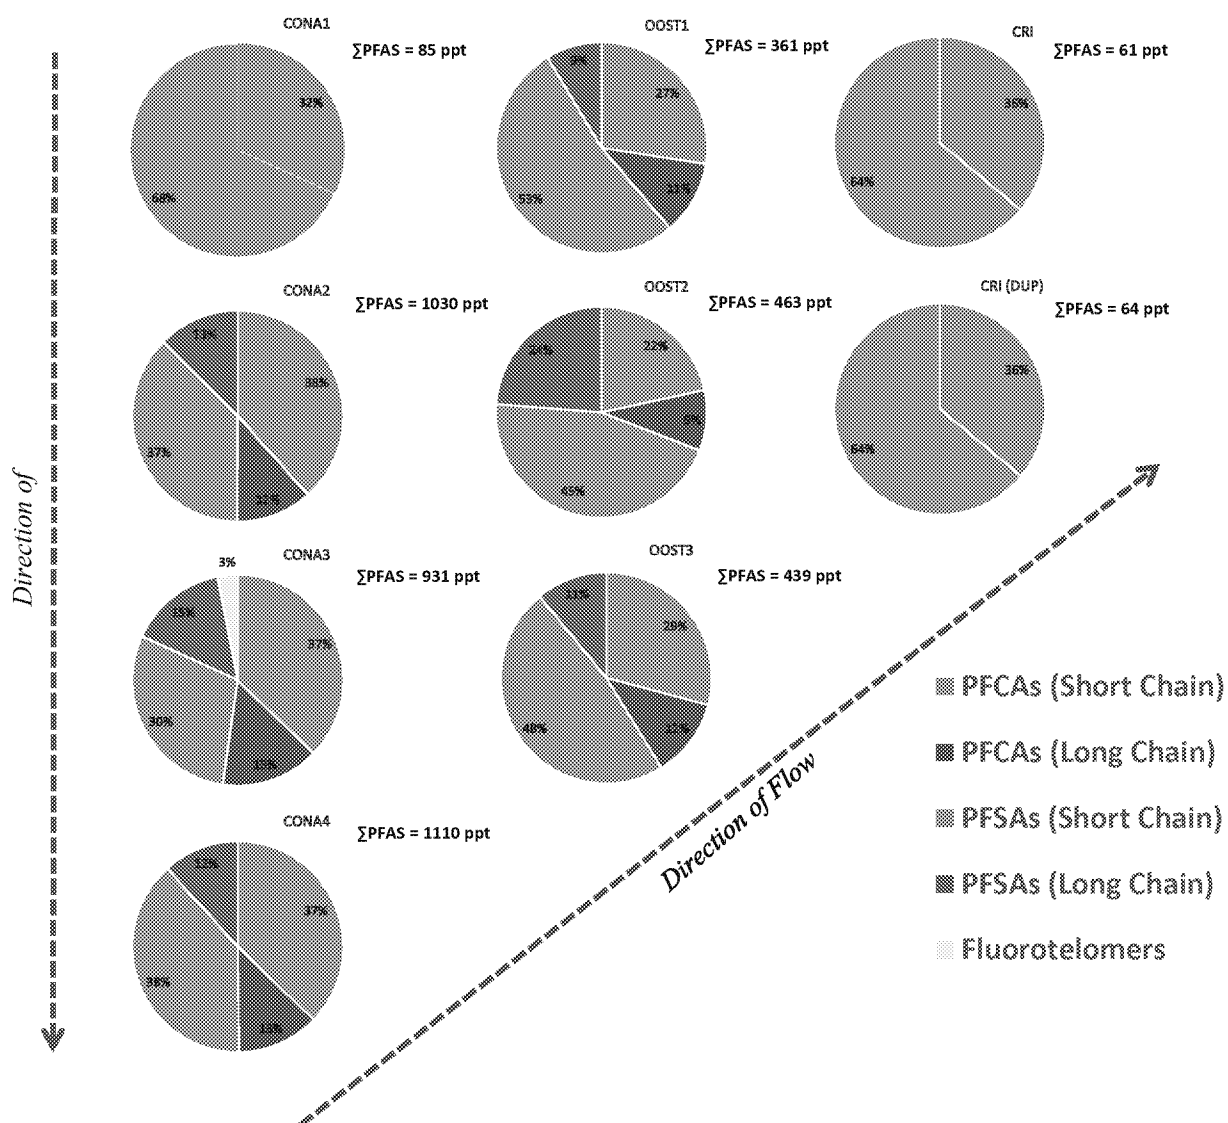 CONA1
∑PFAS = 85 ppt
32%
68%
OOST1
∑PFAS = 361 ppt
9%
27%
11%
53%
CRI
∑PFAS = 61 ppt
36%
64%
CONA2
∑PFAS = 1030 ppt
38%
37%
OOST2
∑PFAS = 463 ppt
24%
22%
9%
45%
CRI (DUP)
∑PFAS = 64 ppt
36%
64%
CONA3
∑PFAS = 931 ppt
3%
15%
37%
30%
15%
OOST3
∑PFAS = 439 ppt
11%
29%
12%
48%
CONA4
∑PFAS = 1110 ppt
37%
38%
13%
Direction of
Direction of Flow
PFCAs (Short Chain)
PFCAs (Long Chain)
PFSAs (Short Chain)
PFSAs (Long Chain)
Fluorotelomers